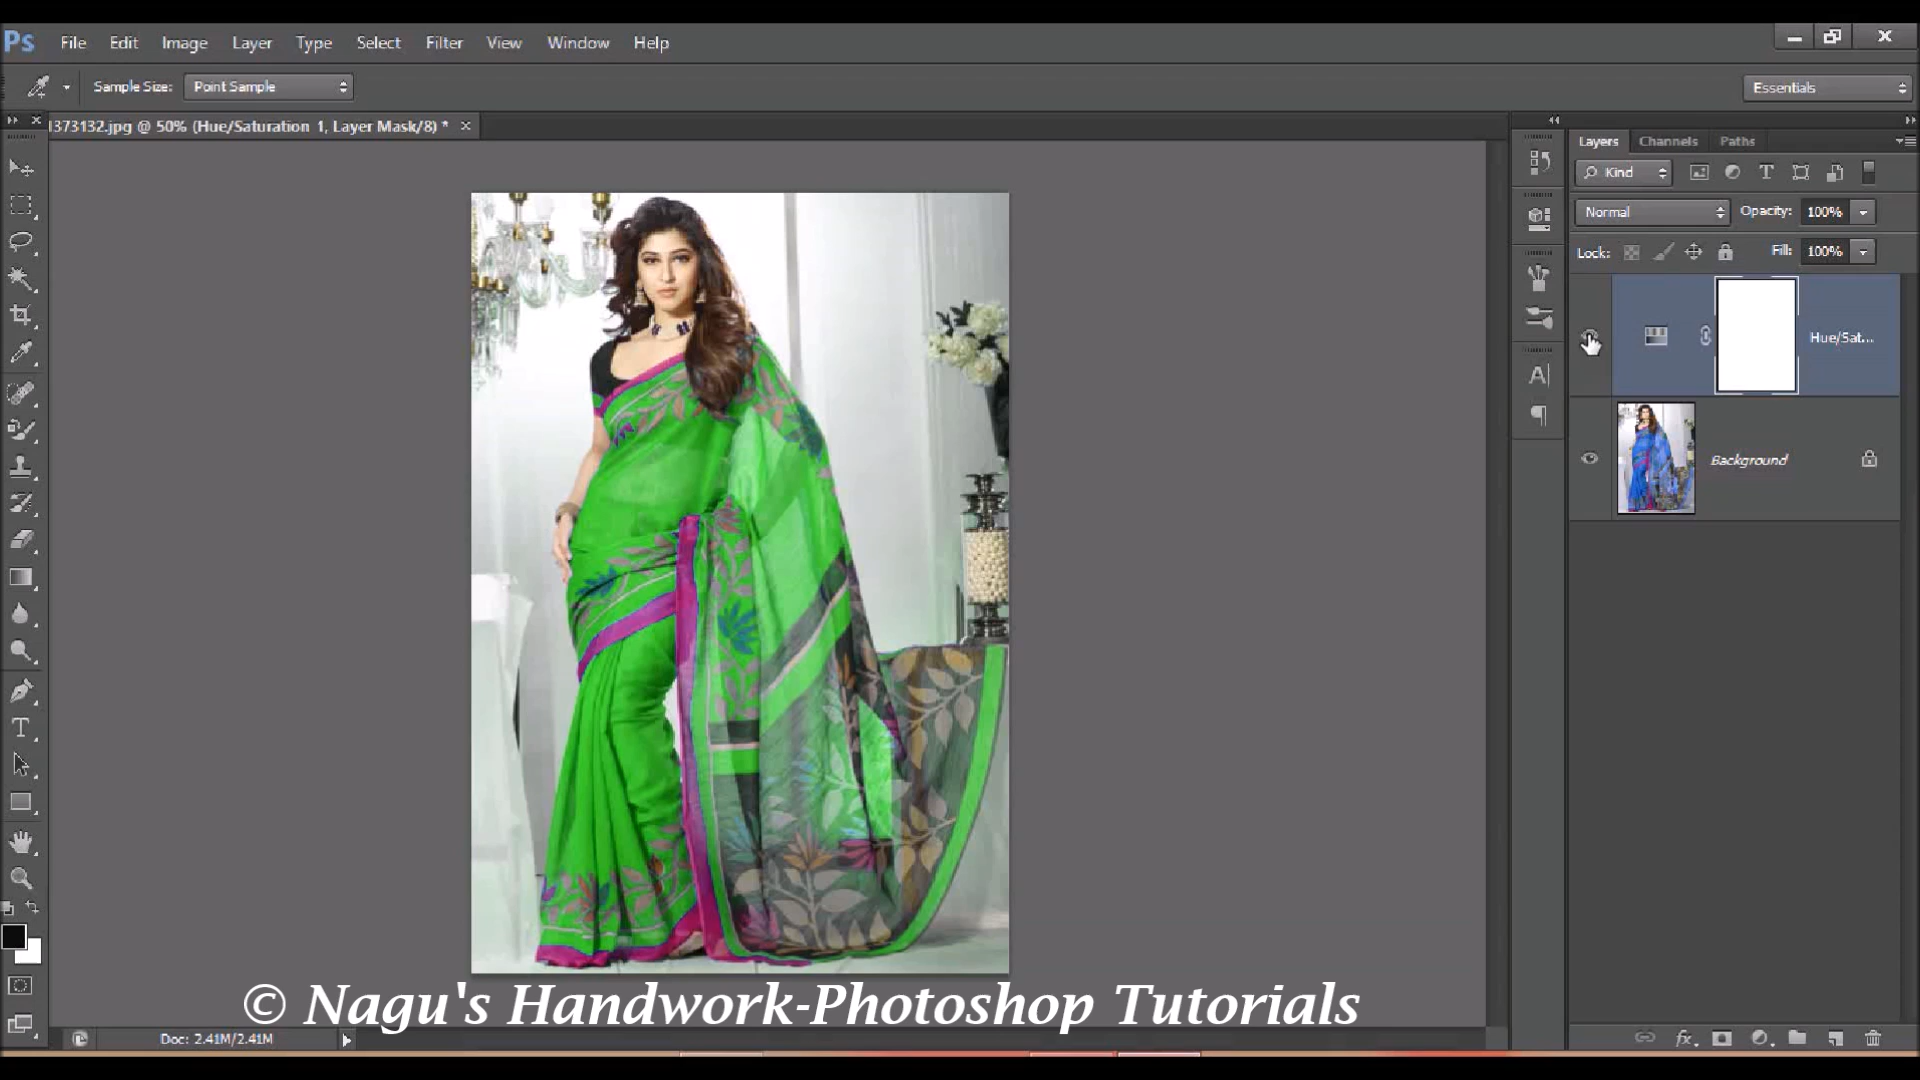 Ps File Edit Image Layer Type Select Filter View Window Help
Sample Size: Point Sample Essentials
1373132.jpg @ 50% (Hue/Saturation 1, Layer Mask/8) *
Layers Channels Paths
Kind
Normal Opacity: 100%
Lock: Fill: 100%
Hue/Sat...
Background
© Nagu's Handwork-Photoshop Tutorials
Doc: 2.41M/2.41M